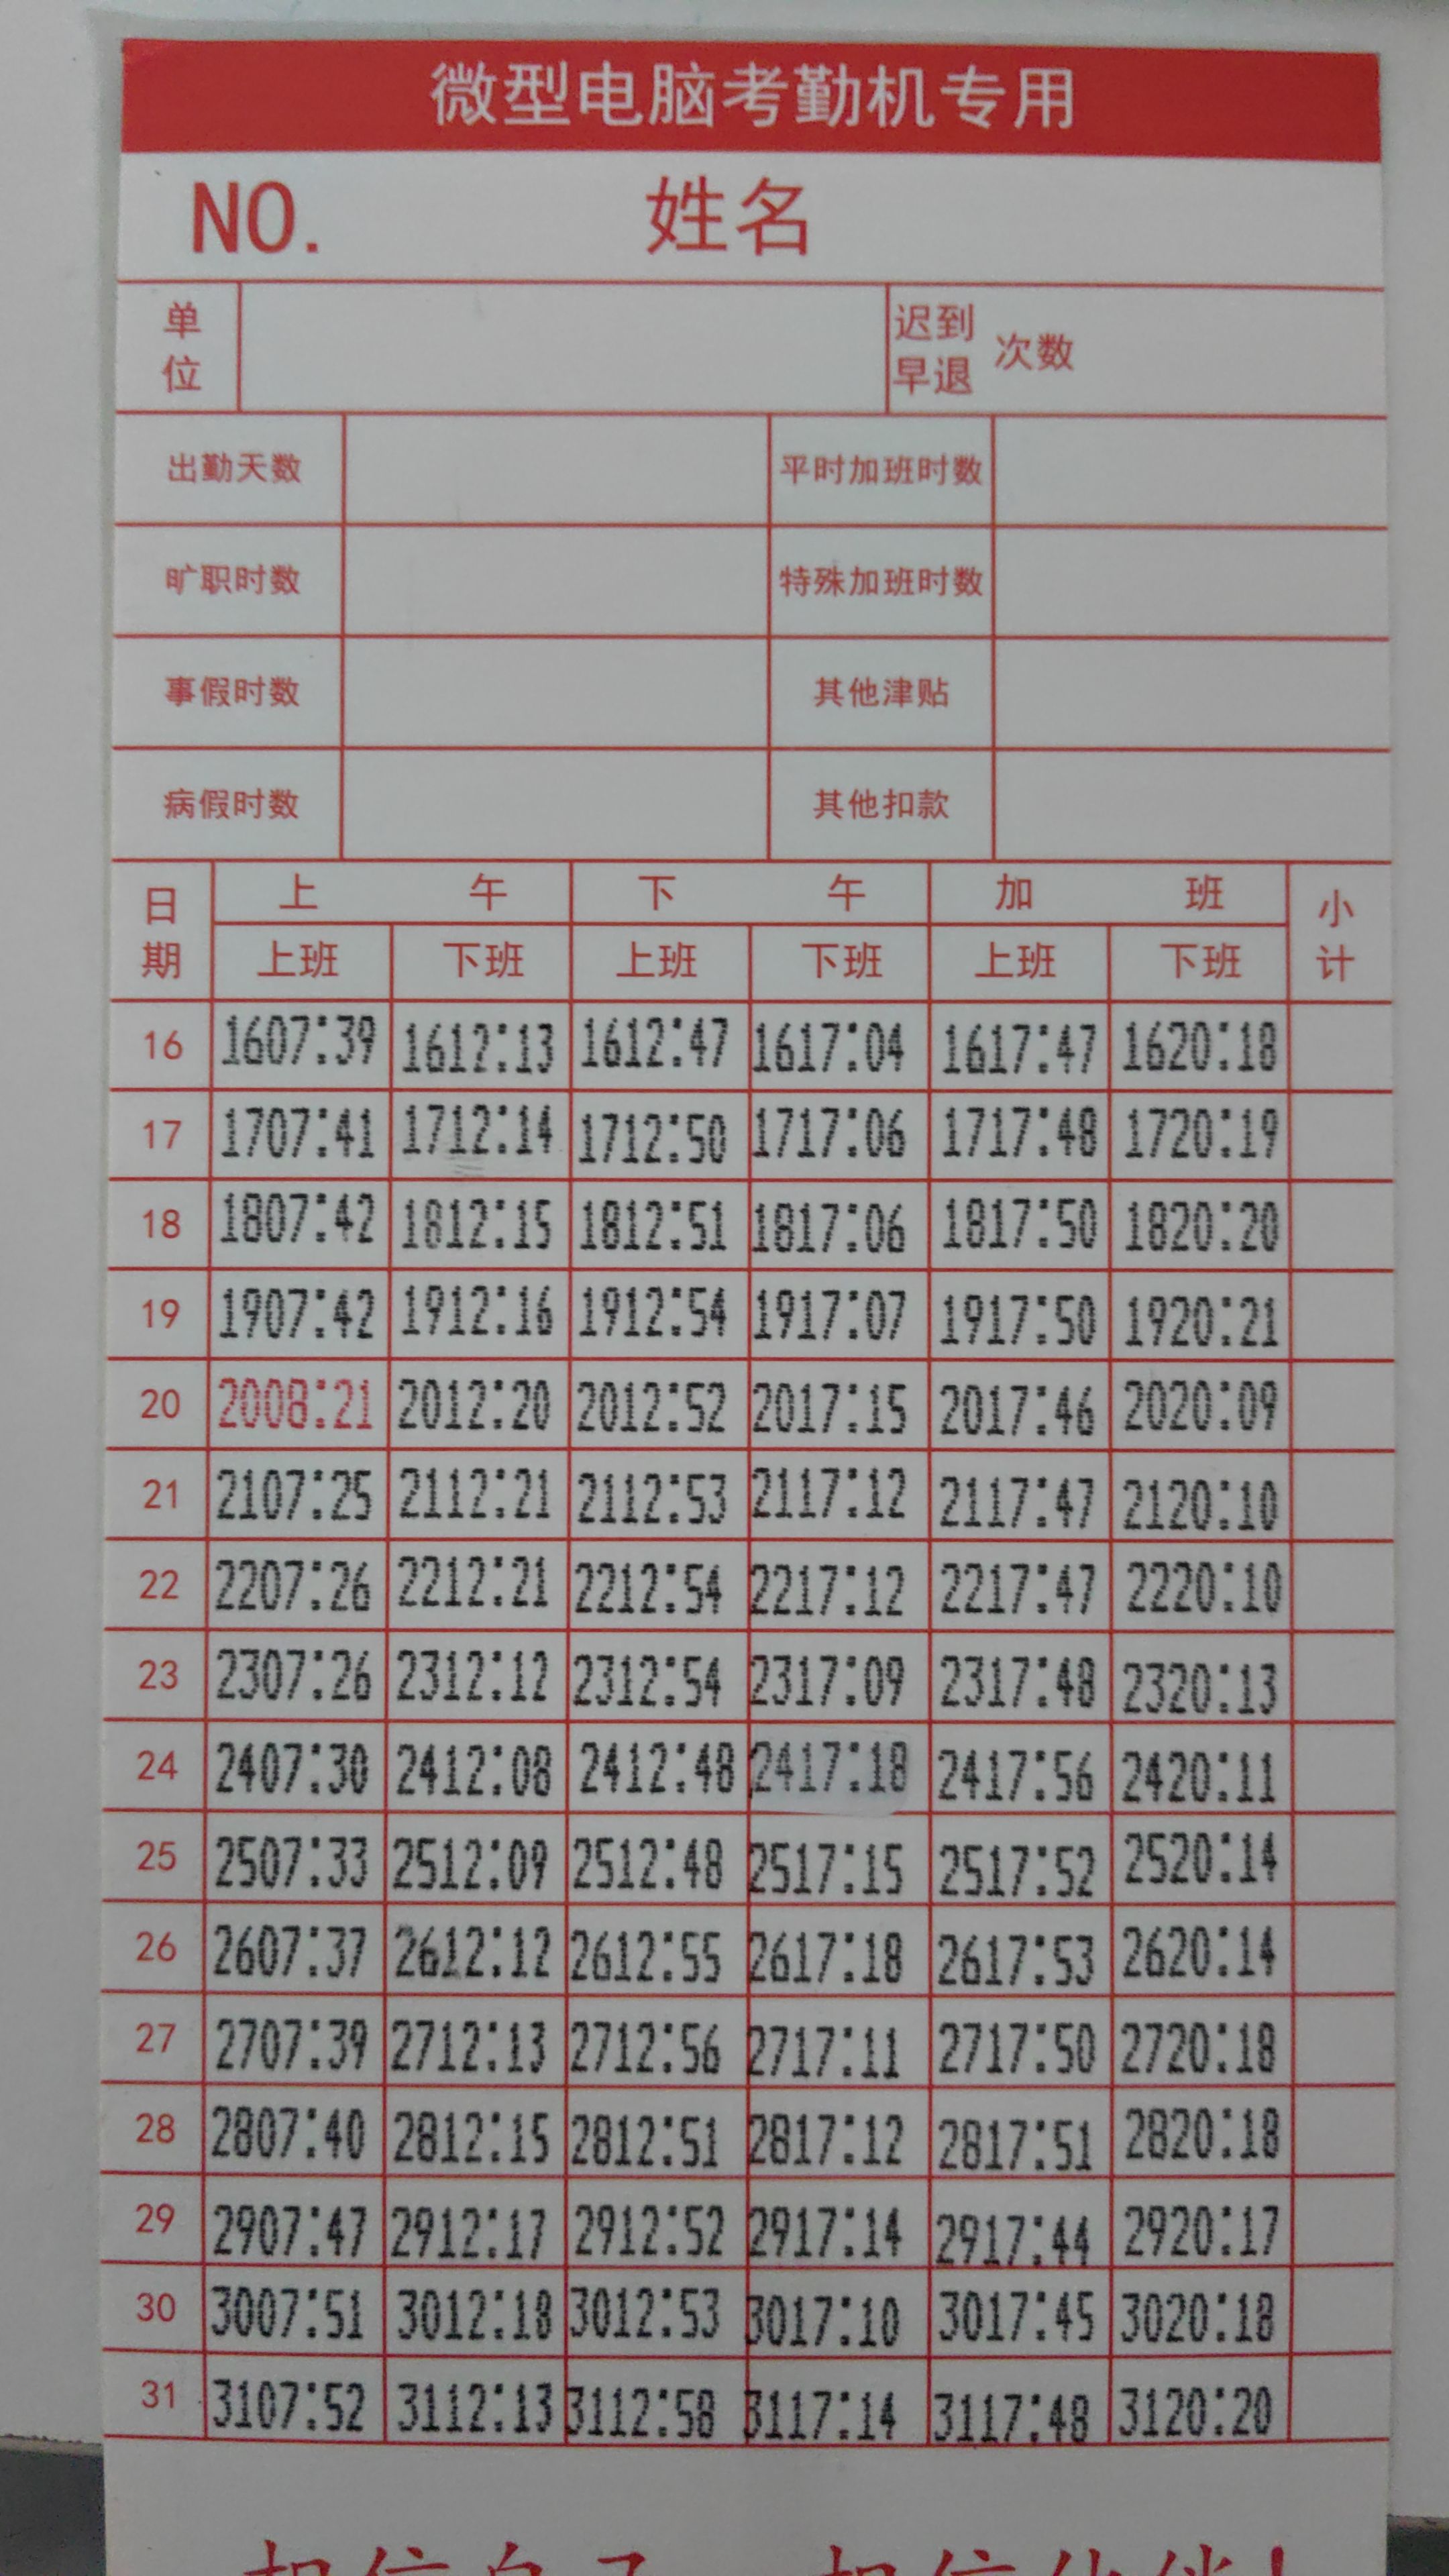 微型电脑考勤机专用
NO. 姓名
单位 迟到早退 次数
出勤天数 平时加班时数
旷职时数 特殊加班时数
事假时数 其他津贴
病假时数 其他扣款
日期 上午 下午 加班 小计
上班 下班 上班 下班 上班 下班
16 1607:39 1612:13 1612:47 1617:04 1617:47 1620:18
17 1707:41 1712:14 1712:50 1717:06 1717:48 1720:19
18 1807:42 1812:15 1812:51 1817:06 1817:50 1820:20
19 1907:42 1912:16 1912:54 1917:07 1917:50 1920:21
20 2008:21 2012:20 2012:52 2017:15 2017:46 2020:09
21 2107:25 2112:21 2112:53 2117:12 2117:47 2120:10
22 2207:26 2212:21 2212:54 2217:12 2217:47 2220:10
23 2307:26 2312:12 2312:54 2317:09 2317:48 2320:13
24 2407:30 2412:08 2412:48 2417:18 2417:56 2420:11
25 2507:33 2512:09 2512:48 2517:15 2517:52 2520:14
26 2607:37 2612:12 2612:55 2617:18 2617:53 2620:14
27 2707:39 2712:13 2712:56 2717:11 2717:50 2720:18
28 2807:40 2812:15 2812:51 2817:12 2817:51 2820:18
29 2907:47 2912:17 2912:52 2917:14 2917:44 2920:17
30 3007:51 3012:18 3012:53 3017:10 3017:45 3020:18
31 3107:52 3112:13 3112:58 3117:14 3117:48 3120:20